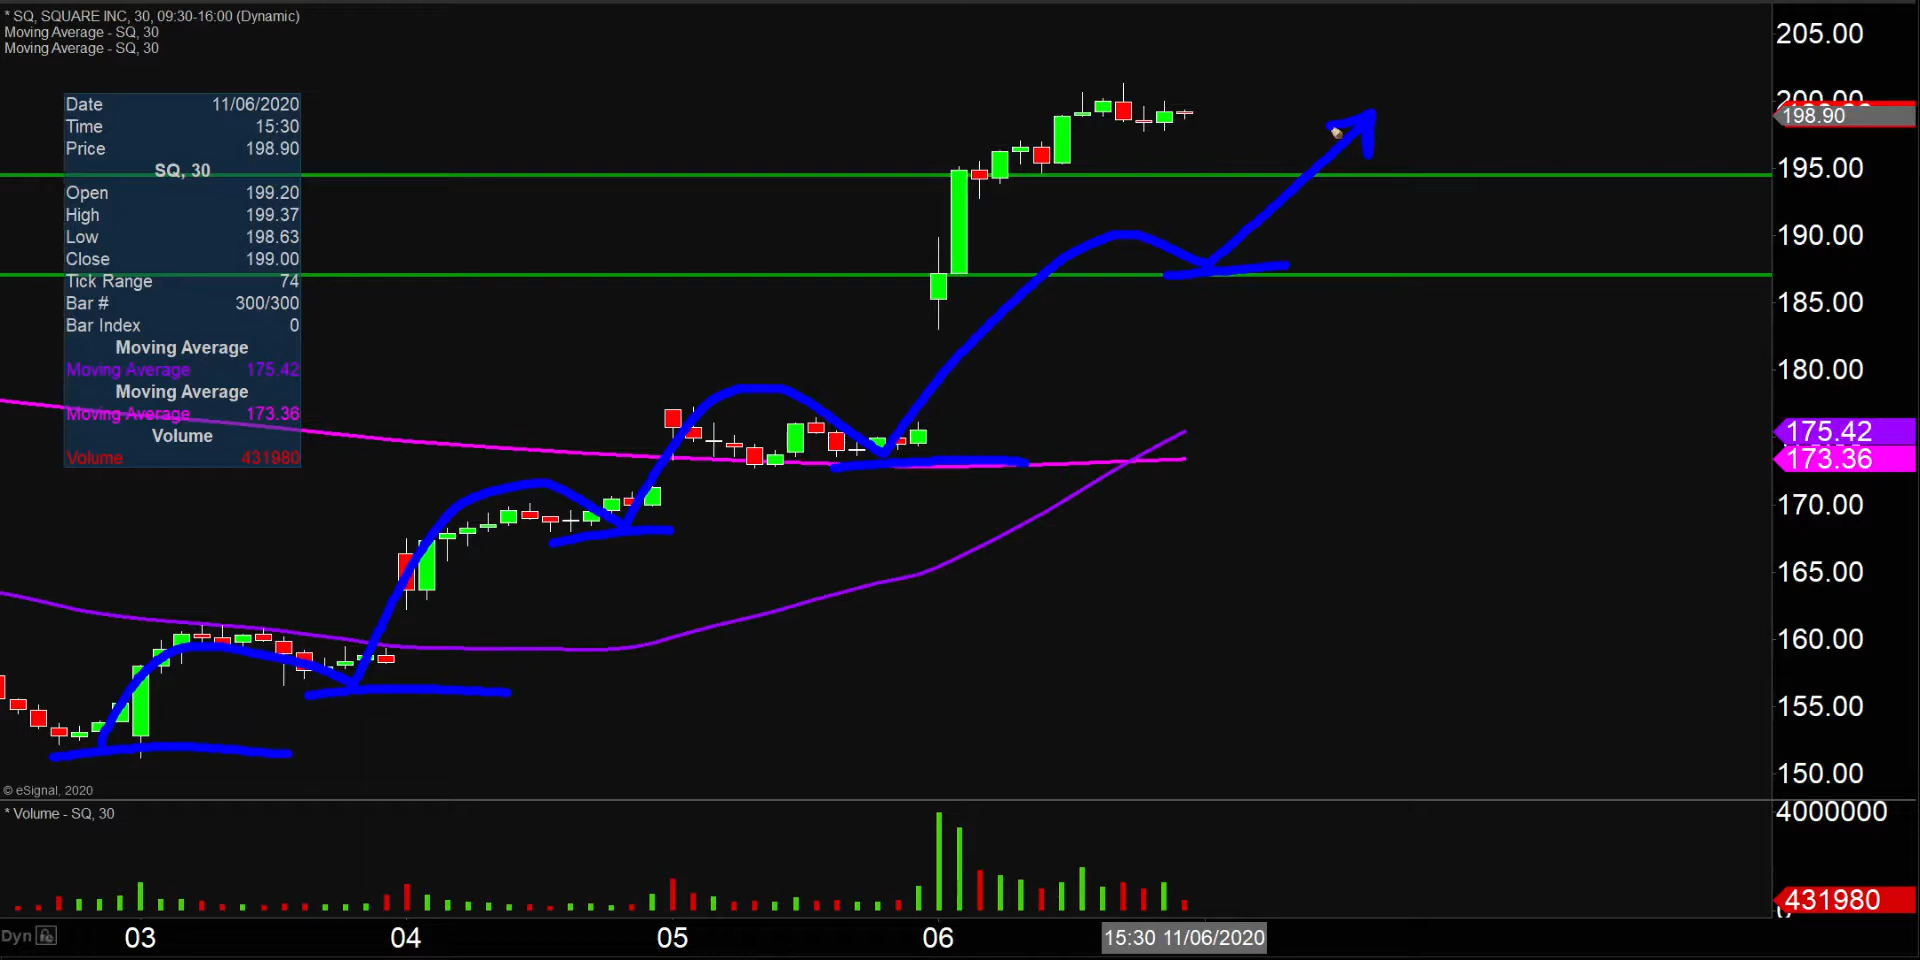 * SQ, SQUARE INC, 30, 09:30-16:00 (Dynamic)
Moving Average - SQ, 30
Moving Average - SQ, 30
Date 11/06/2020
Time 15:30
Price 198.90
SQ, 30
Open 199.20
High 199.37
Low 198.63
Close 199.00
Tick Range 74
Bar # 300/300
Bar Index 0
Moving Average
Moving Average 175.42
Moving Average
Moving Average 173.36
Volume
Volume 431980
205.00
200.00
198.90
195.00
190.00
185.00
180.00
175.42
173.36
170.00
165.00
160.00
155.00
150.00
© eSignal, 2020
* Volume - SQ, 30
4000000
431980
Dyn
03 04 05 06 15:30 11/06/2020